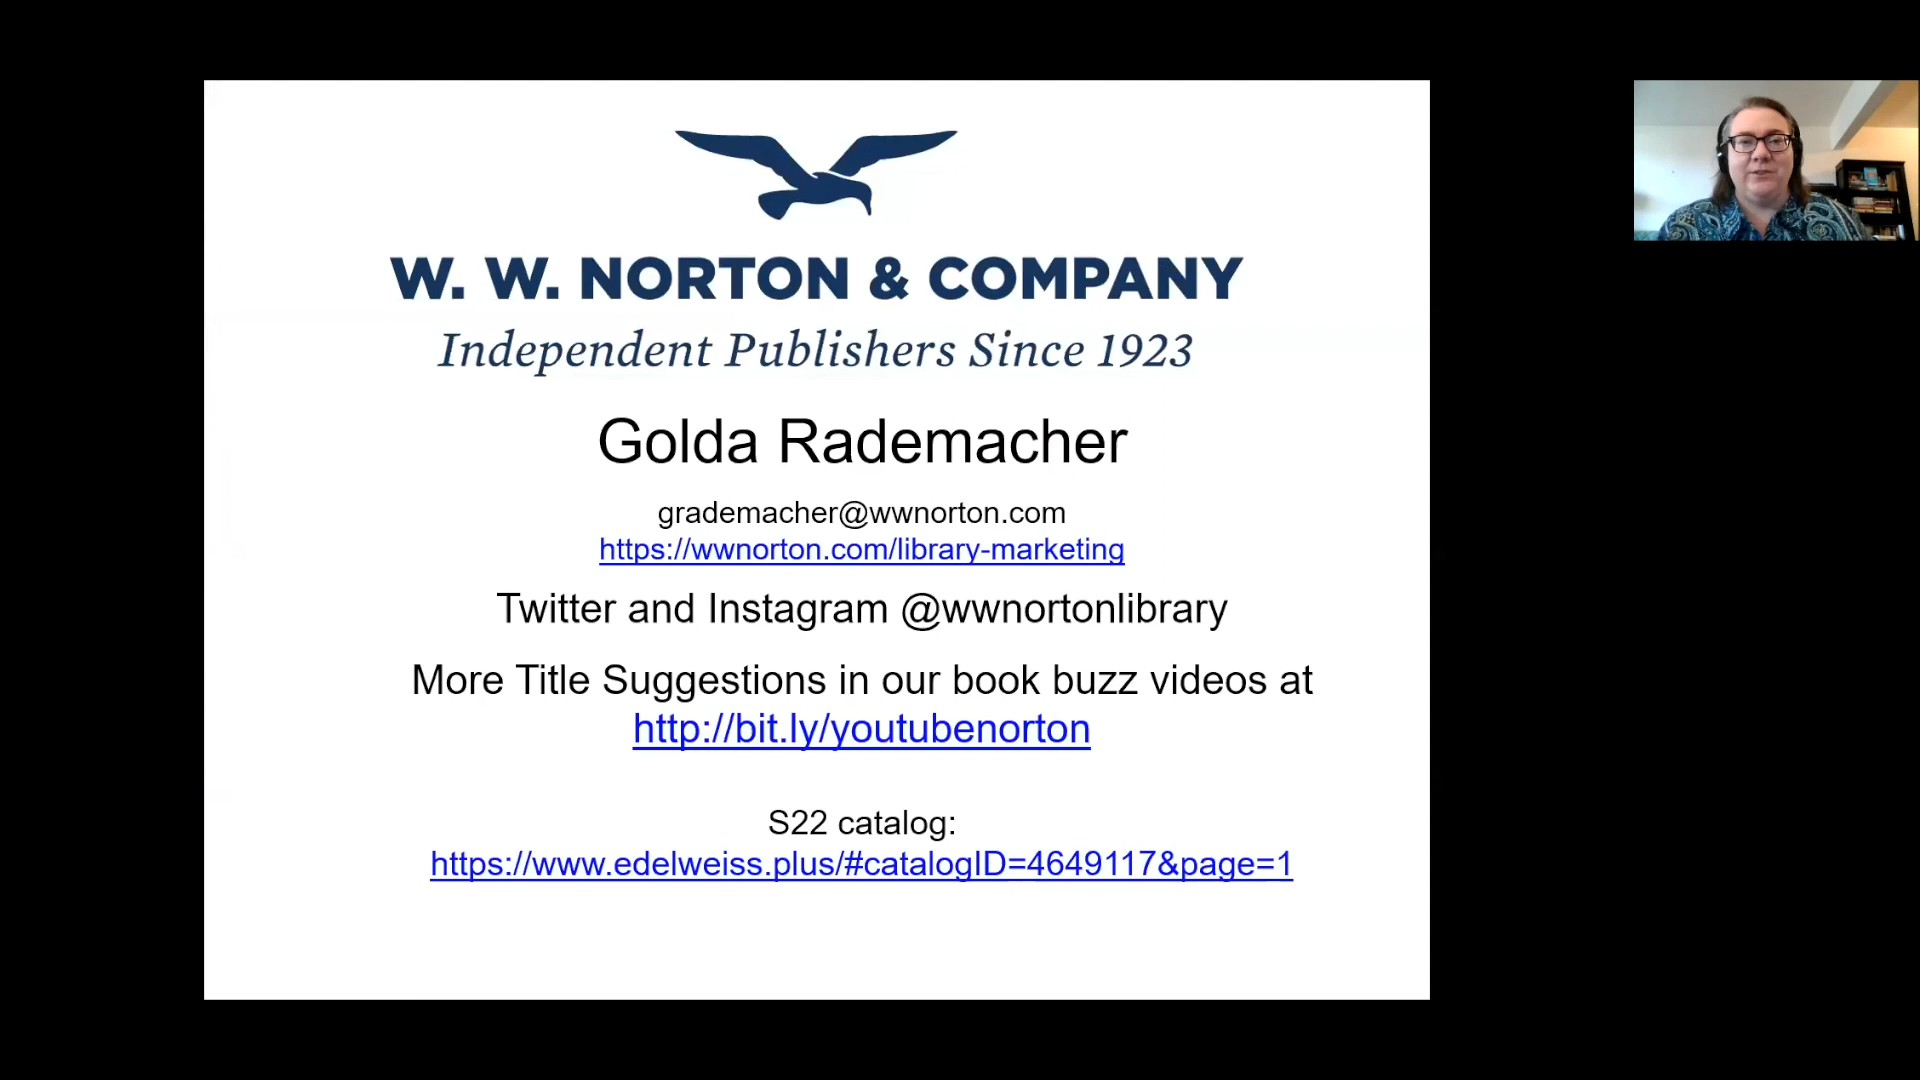 W. W. NORTON & COMPANY
Independent Publishers Since 1923
Golda Rademacher
grademacher@wwnorton.com
https://wwnorton.com/library-marketing
Twitter and Instagram @wwnortonlibrary
More Title Suggestions in our book buzz videos at
http://bit.ly/youtubenorton
S22 catalog:
https://www.edelweiss.plus/#catalogID=4649117&page=1